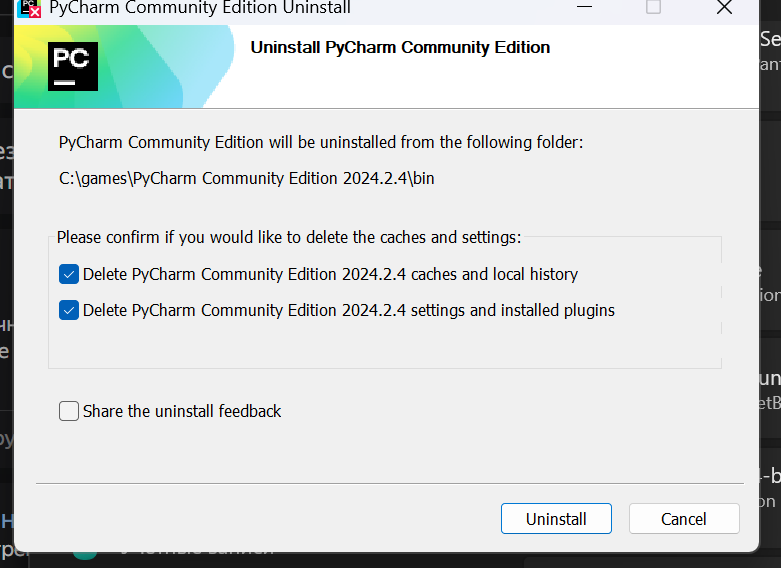 PyCharm Community Edition Uninstall
PC
Uninstall PyCharm Community Edition
PyCharm Community Edition will be uninstalled from the following folder:
C:\games\PyCharm Community Edition 2024.2.4\bin
Please confirm if you would like to delete the caches and settings:
Delete PyCharm Community Edition 2024.2.4 caches and local history
Delete PyCharm Community Edition 2024.2.4 settings and installed plugins
Share the uninstall feedback
Uninstall
Cancel